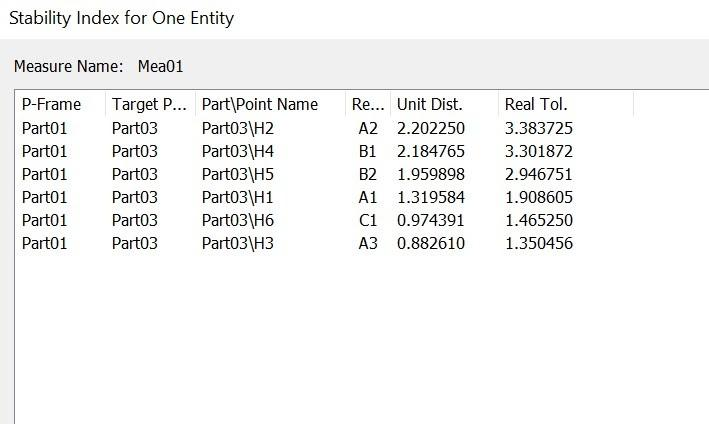 Stability Index for One Entity
Measure Name: Mea01
P-Frame Target P... Part\Point Name Re... Unit Dist. Real Tol.
Part01 Part03 Part03\H2 A2 2.202250 3.383725
Part01 Part03 Part03\H4 B1 2.184765 3.301872
Part01 Part03 Part03\H5 B2 1.959898 2.946751
Part01 Part03 Part03\H1 A1 1.319584 1.908605
Part01 Part03 Part03\H6 C1 0.974391 1.465250
Part01 Part03 Part03\H3 A3 0.882610 1.350456